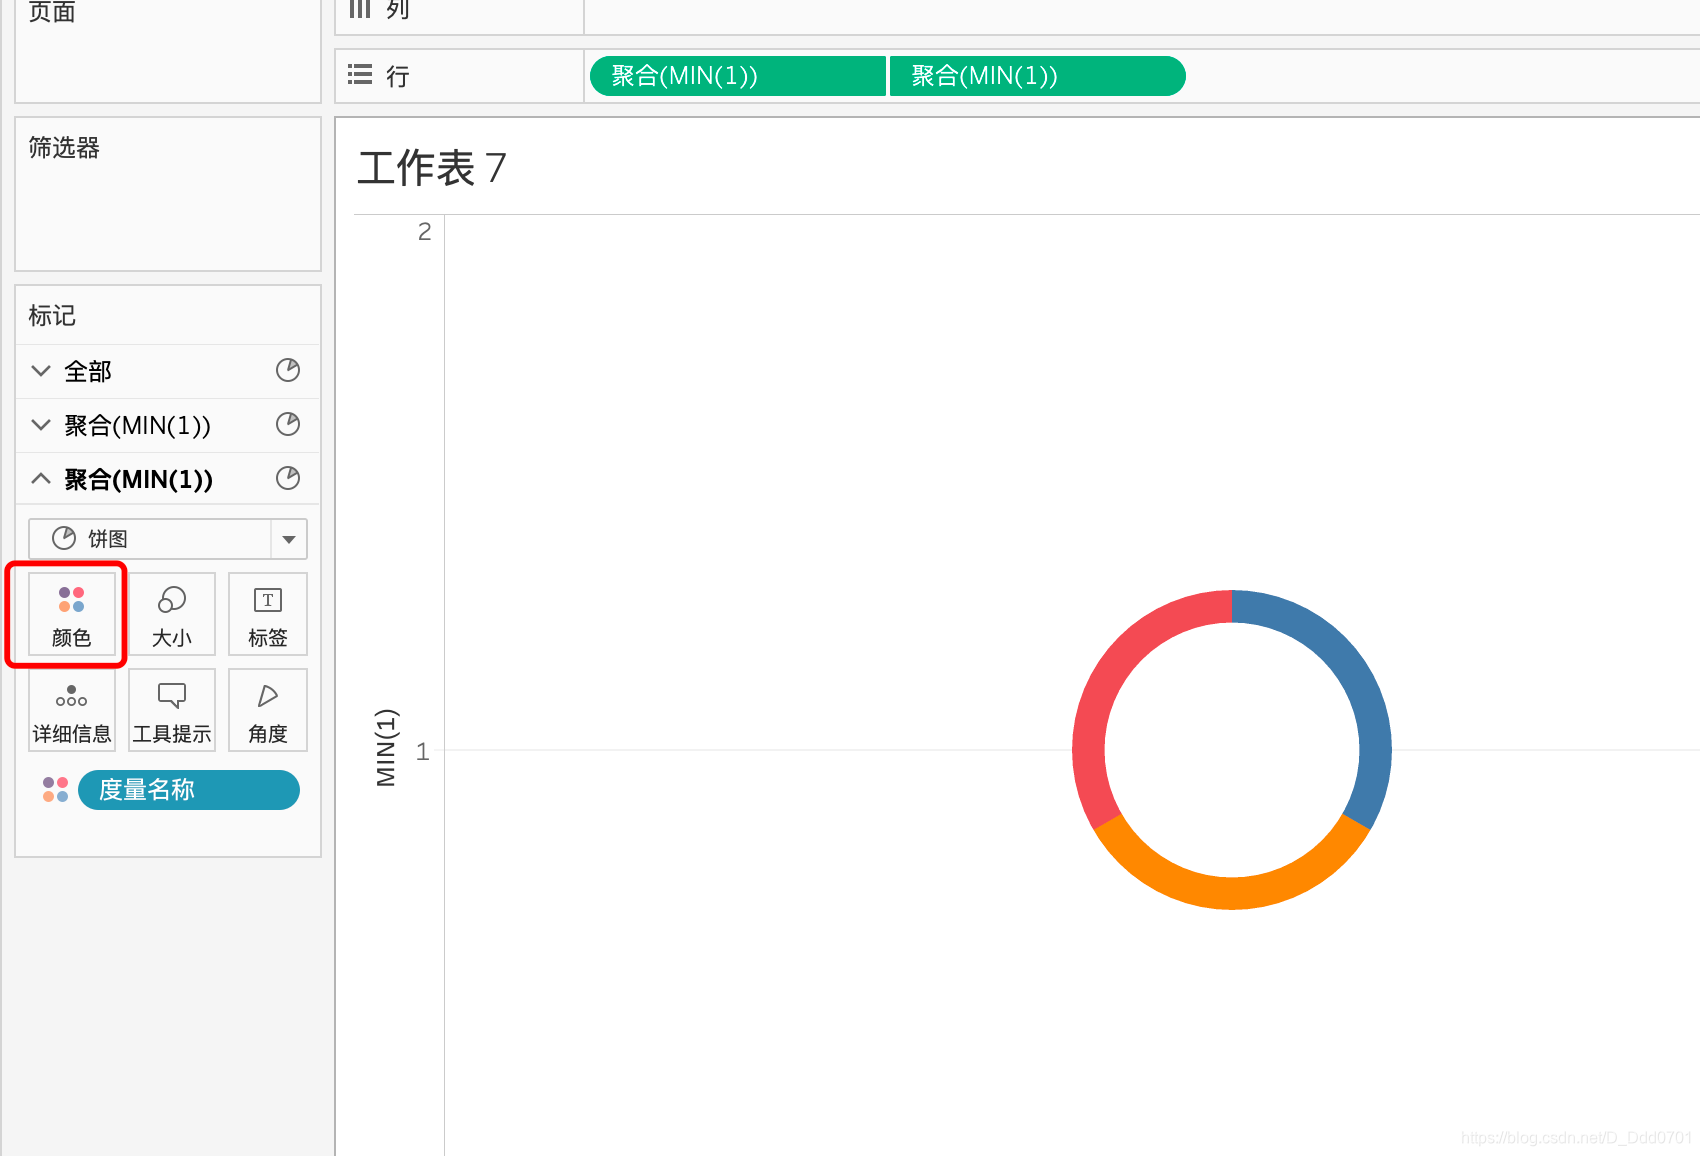 页面
列
行
聚合(MIN(1))
聚合(MIN(1))
筛选器
工作表 7
标记
全部
聚合(MIN(1))
聚合(MIN(1))
饼图
颜色
大小
T
标签
详细信息
工具提示
角度
度量名称
2
1
MIN(1)
https://blog.csdn.net/D_Ddd0701